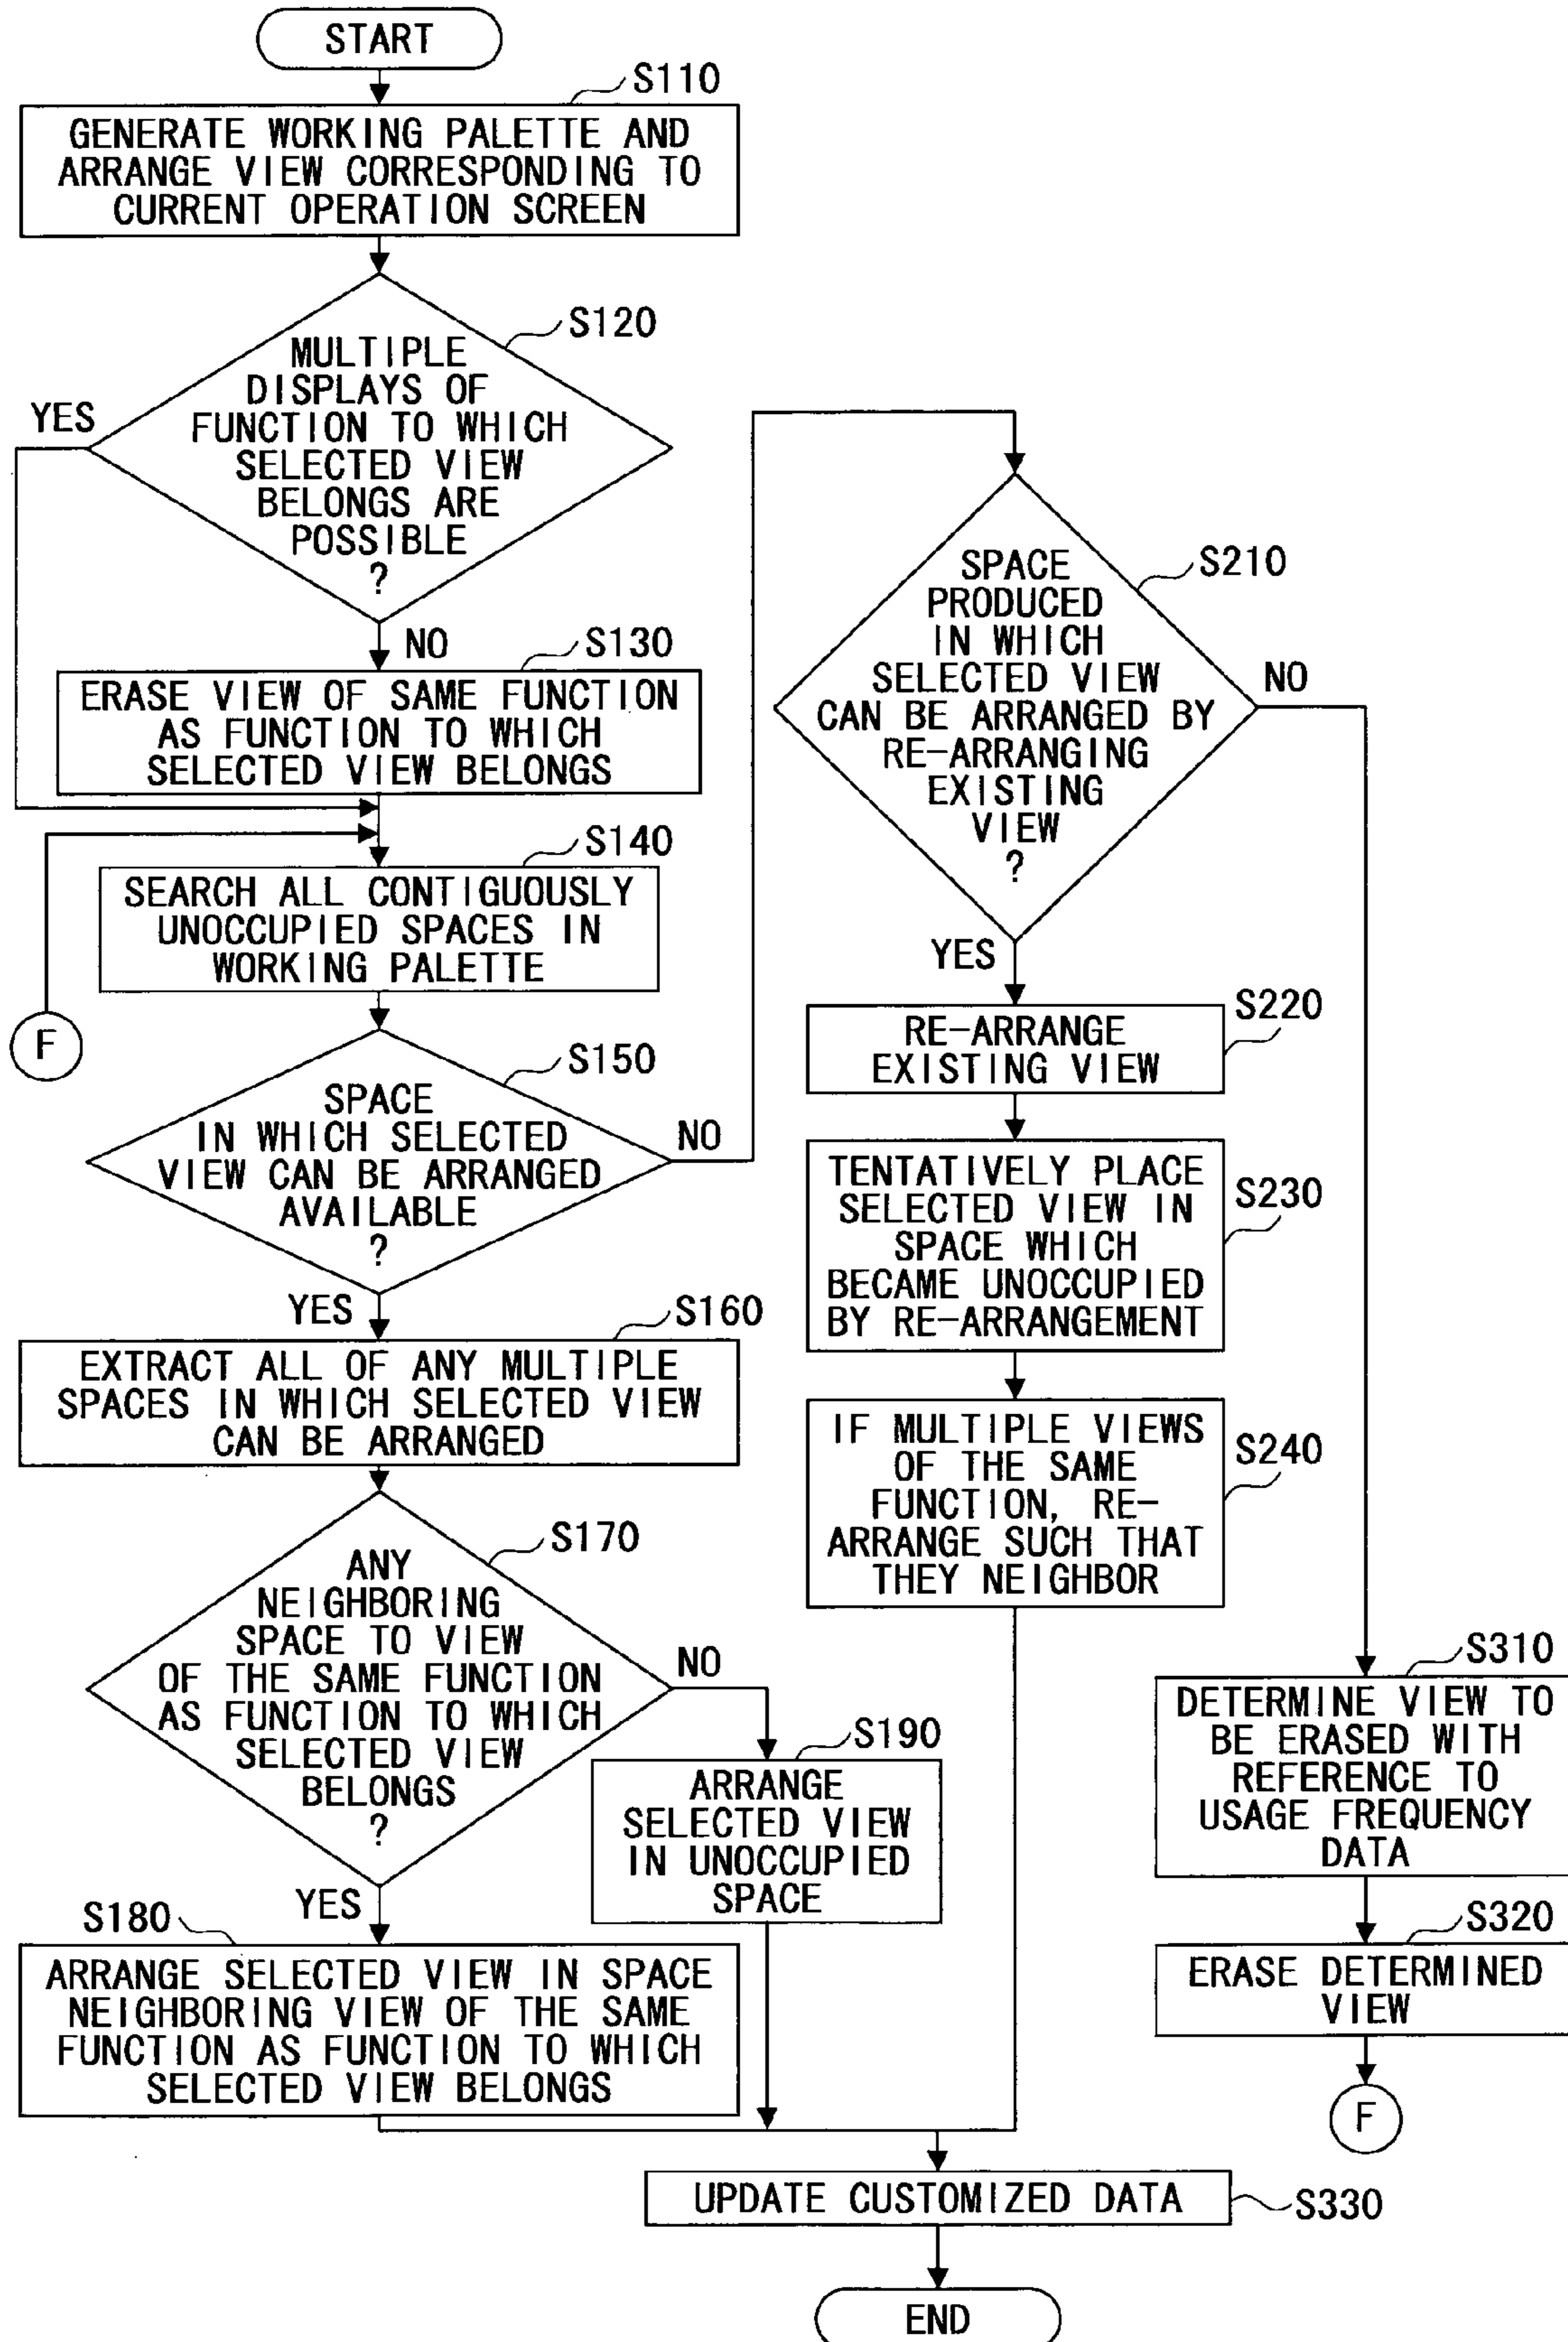 START
S110
GENERATE WORKING PALETTE AND
ARRANGE VIEW CORRESPONDING TO
CURRENT OPERATION SCREEN
S120
MULTIPLE
DISPLAYS OF
FUNCTION TO WHICH
SELECTED VIEW
BELONGS ARE
POSSIBLE
?
YES
NO
S130
ERASE VIEW OF SAME FUNCTION
AS FUNCTION TO WHICH
SELECTED VIEW BELONGS
S140
SEARCH ALL CONTIGUOUSLY
UNOCCUPIED SPACES IN
WORKING PALETTE
F
S150
SPACE
IN WHICH SELECTED
VIEW CAN BE ARRANGED
AVAILABLE
?
NO
YES
S160
EXTRACT ALL OF ANY MULTIPLE
SPACES IN WHICH SELECTED VIEW
CAN BE ARRANGED
S170
ANY
NEIGHBORING
SPACE TO VIEW
OF THE SAME FUNCTION
AS FUNCTION TO WHICH
SELECTED VIEW
BELONGS
?
NO
YES
S190
ARRANGE
SELECTED VIEW
IN UNOCCUPIED
SPACE
S180
ARRANGE SELECTED VIEW IN SPACE
NEIGHBORING VIEW OF THE SAME
FUNCTION AS FUNCTION TO WHICH
SELECTED VIEW BELONGS
S210
SPACE
PRODUCED
IN WHICH
SELECTED VIEW
CAN BE ARRANGED BY
RE-ARRANGING
EXISTING
VIEW
?
NO
YES
S220
RE-ARRANGE
EXISTING VIEW
S230
TENTATIVELY PLACE
SELECTED VIEW IN
SPACE WHICH
BECAME UNOCCUPIED
BY RE-ARRANGEMENT
S240
IF MULTIPLE VIEWS
OF THE SAME
FUNCTION, RE-
ARRANGE SUCH THAT
THEY NEIGHBOR
S310
DETERMINE VIEW TO
BE ERASED WITH
REFERENCE TO
USAGE FREQUENCY
DATA
S320
ERASE DETERMINED
VIEW
F
UPDATE CUSTOMIZED DATA
S330
END